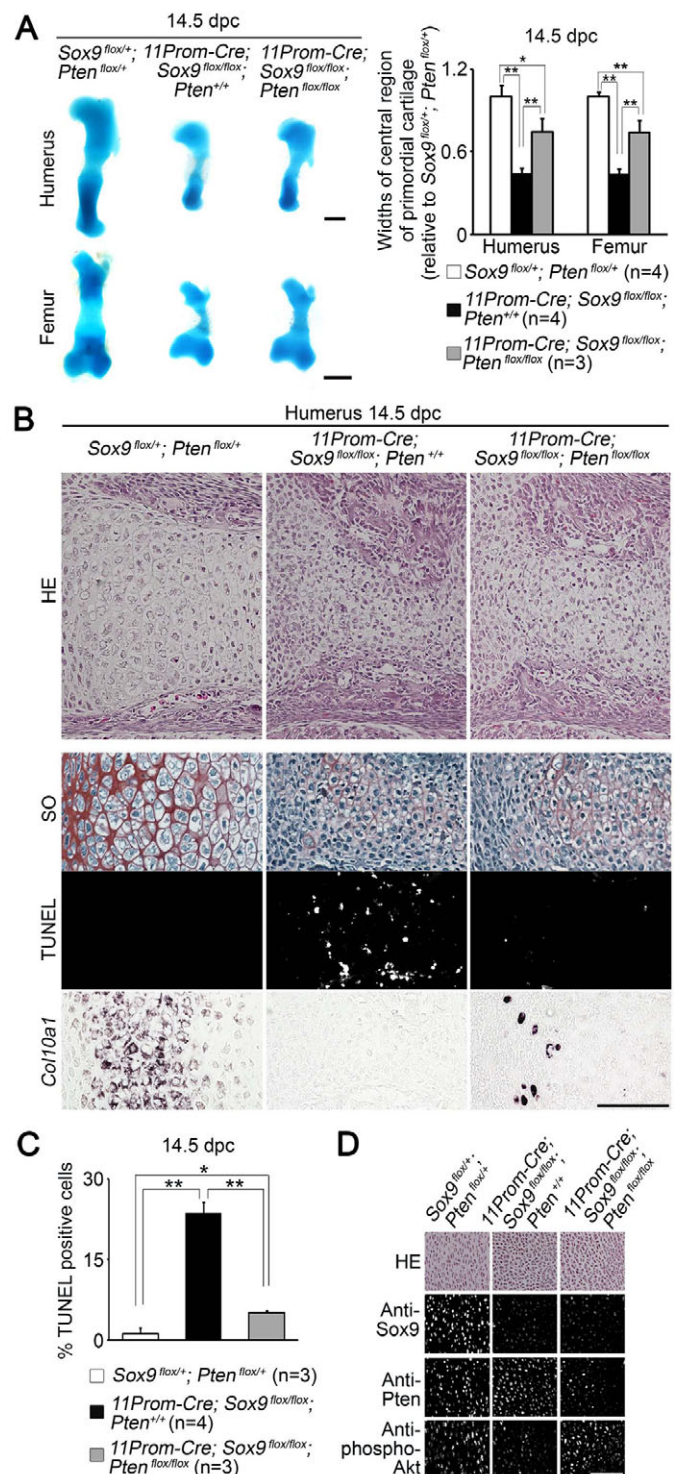 A
14.5 dpc
Sox9 flox/+;
Pten flox/+
11Prom-Cre;
Sox9 flox/flox;
Pten +/+
11Prom-Cre;
Sox9 flox/flox;
Pten flox/flox
Humerus
Femur
14.5 dpc
Widths of central region
of primordial cartilage
(relative to Sox9 flox/+; Pten flox/+)
1.2
0.6
0
*
**
**
**
**
**
**
Humerus
Femur
Sox9 flox/+; Pten flox/+ (n=4)
11Prom-Cre; Sox9 flox/flox;
Pten +/+ (n=4)
11Prom-Cre; Sox9 flox/flox;
Pten flox/flox (n=3)
B
Humerus 14.5 dpc
Sox9 flox/+; Pten flox/+
11Prom-Cre;
Sox9 flox/flox; Pten +/+
11Prom-Cre;
Sox9 flox/flox; Pten flox/flox
HE
SO
TUNEL
Col10a1
C
14.5 dpc
% TUNEL positive cells
30
15
0
*
**
**
Sox9 flox/+; Pten flox/+ (n=3)
11Prom-Cre; Sox9 flox/flox;
Pten +/+ (n=4)
11Prom-Cre; Sox9 flox/flox;
Pten flox/flox (n=3)
D
Sox9 flox/+;
Pten flox/+
11Prom-Cre;
Sox9 flox/flox;
Pten +/+
11Prom-Cre;
Sox9 flox/flox;
Pten flox/flox
HE
Anti-
Sox9
Anti-
Pten
Anti-
phospho-
Akt